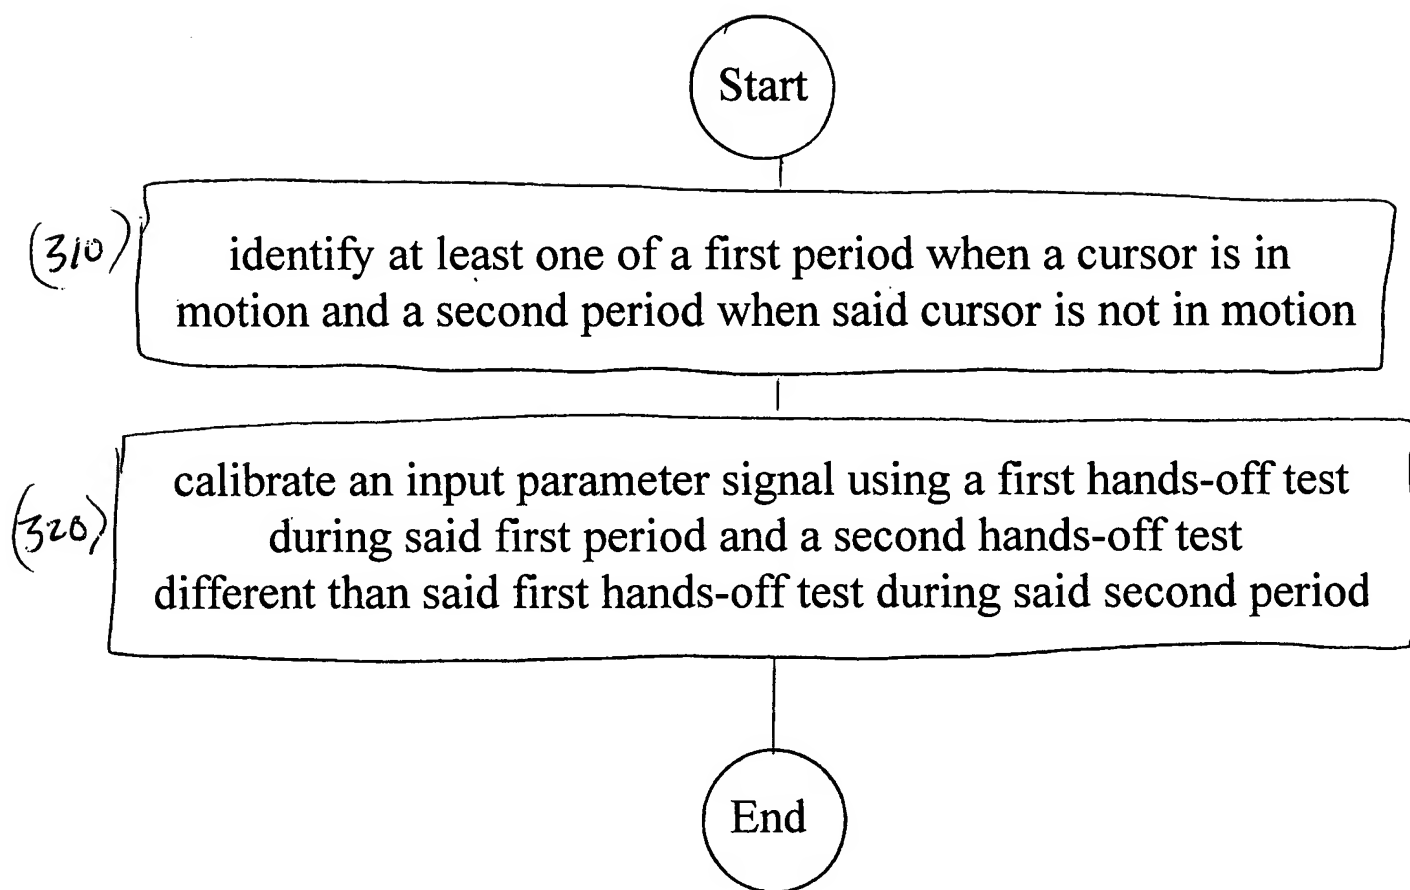 Start
(310)
identify at least one of a first period when a cursor is in
motion and a second period when said cursor is not in motion
(320)
calibrate an input parameter signal using a first hands-off test
during said first period and a second hands-off test
different than said first hands-off test during said second period
End